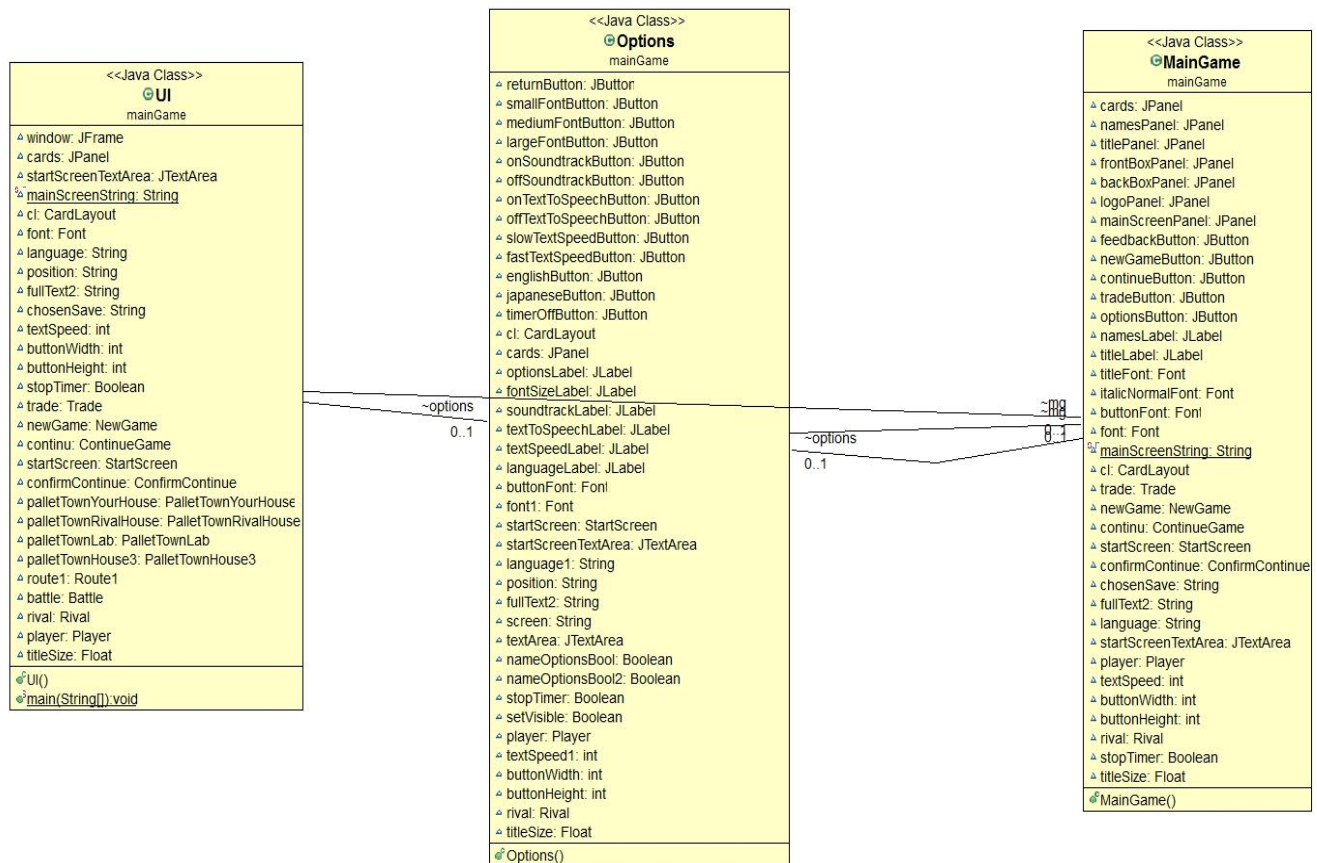 <<Java Class>>
UI
mainGame
window: JFrame
cards: JPanel
startScreenTextArea: JTextArea
mainScreenString: String
cl: CardLayout
font: Font
language: String
position: String
fullText2: String
chosenSave: String
textSpeed: int
buttonWidth: int
buttonHeight: int
stopTimer: Boolean
trade: Trade
newGame: NewGame
continu: ContinueGame
startScreen: StartScreen
confirmContinue: ConfirmContinue
palletTownYourHouse: PalletTownYourHouse
palletTownRivalHouse: PalletTownRivalHouse
palletTownLab: PalletTownLab
palletTownHouse3: PalletTownHouse3
route1: Route1
battle: Battle
rival: Rival
player: Player
titleSize: Float
UI()
main(String[]):void
~options
0..1
<<Java Class>>
Options
mainGame
returnButton: JButton
smallFontButton: JButton
mediumFontButton: JButton
largeFontButton: JButton
onSoundtrackButton: JButton
offSoundtrackButton: JButton
onTextToSpeechButton: JButton
offTextToSpeechButton: JButton
slowTextSpeedButton: JButton
fastTextSpeedButton: JButton
englishButton: JButton
japaneseButton: JButton
timerOffButton: JButton
cl: CardLayout
cards: JPanel
optionsLabel: JLabel
fontSizeLabel: JLabel
soundtrackLabel: JLabel
textToSpeechLabel: JLabel
textSpeedLabel: JLabel
languageLabel: JLabel
buttonFont: Font
font1: Font
startScreen: StartScreen
startScreenTextArea: JTextArea
language1: String
position: String
fullText2: String
screen: String
textArea: JTextArea
nameOptionsBool: Boolean
nameOptionsBool2: Boolean
stopTimer: Boolean
setVisible: Boolean
player: Player
textSpeed1: int
buttonWidth: int
buttonHeight: int
rival: Rival
titleSize: Float
Options()
~options
0..1
~mg
~mg
0..1
0..1
<<Java Class>>
MainGame
mainGame
cards: JPanel
namesPanel: JPanel
titlePanel: JPanel
frontBoxPanel: JPanel
backBoxPanel: JPanel
logoPanel: JPanel
mainScreenPanel: JPanel
feedbackButton: JButton
newGameButton: JButton
continueButton: JButton
tradeButton: JButton
optionsButton: JButton
namesLabel: JLabel
titleLabel: JLabel
titleFont: Font
italicNormalFont: Font
buttonFont: Font
font: Font
mainScreenString: String
cl: CardLayout
trade: Trade
newGame: NewGame
continu: ContinueGame
startScreen: StartScreen
confirmContinue: ConfirmContinue
chosenSave: String
fullText2: String
language: String
startScreenTextArea: JTextArea
player: Player
textSpeed: int
buttonWidth: int
buttonHeight: int
rival: Rival
stopTimer: Boolean
titleSize: Float
MainGame()